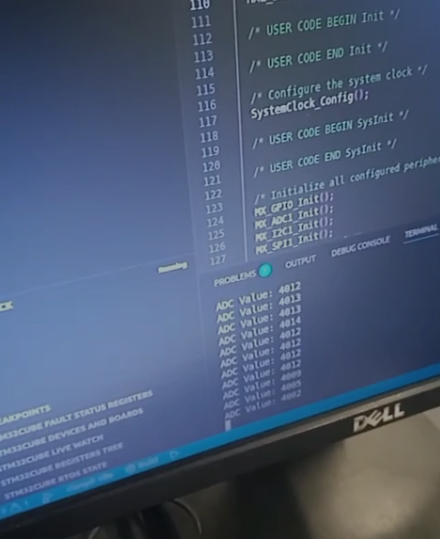 110
111
112 /* USER CODE BEGIN Init */
113
114 /* USER CODE END Init */
115
116 /* Configure the system clock */
117 SystemClock_Config();
118
119 /* USER CODE BEGIN SysInit */
120
121 /* USER CODE END SysInit */
122
123 /* Initialize all configured periphe
124 MX_GPIO_Init();
125 MX_ADC1_Init();
126 MX_I2C1_Init();
127 MX_SPI1_Init();
Running
PROBLEMS OUTPUT DEBUG CONSOLE TERMINAL
ADC Value: 4012
ADC Value: 4013
ADC Value: 4013
ADC Value: 4014
ADC Value: 4012
ADC Value: 4012
ADC Value: 4012
ADC Value: 4012
ADC Value: 4009
ADC Value: 4005
ADC Value: 4002
CK
EAKPOINTS
TM32CUBE FAULT STATUS REGISTERS
TM32CUBE DEVICES AND BOARDS
TM32CUBE LIVE WATCH
STM32CUBE REGISTERS TREE
STM32CUBE RTOS STATE
Build
DELL